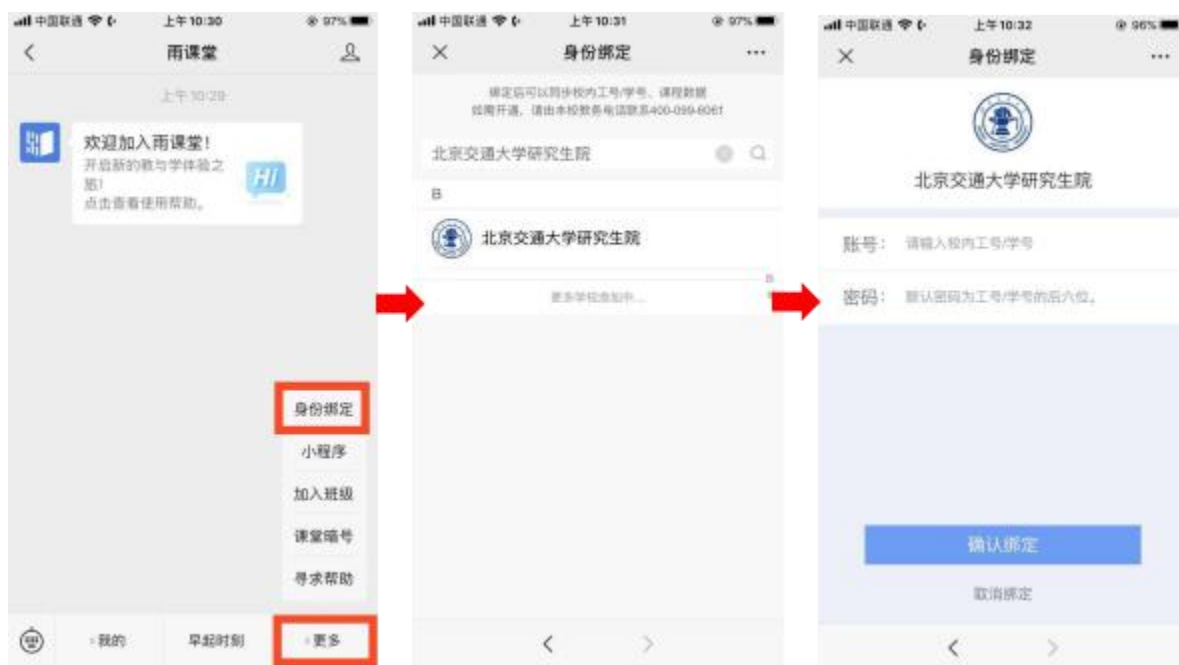 中国联通
上午10:30
97%
雨课堂
上午10:29
欢迎加入雨课堂!
开启新的教与学体验之
旅!
点击查看使用帮助。
Hi
身份绑定
小程序
加入班级
课堂暗号
寻求帮助
我的
早起时刻
更多
中国联通
上午10:31
97%
身份绑定
绑定后可以同步校内工号/学号、课程数据
如需开通,请由本校教务电话联系400-099-6061
北京交通大学研究生院
B
北京交通大学研究生院
B
更多学校添加中...
中国联通
上午10:32
96%
身份绑定
北京交通大学研究生院
账号: 请输入校内工号/学号
密码: 默认密码为工号/学号的后六位。
确认绑定
取消绑定